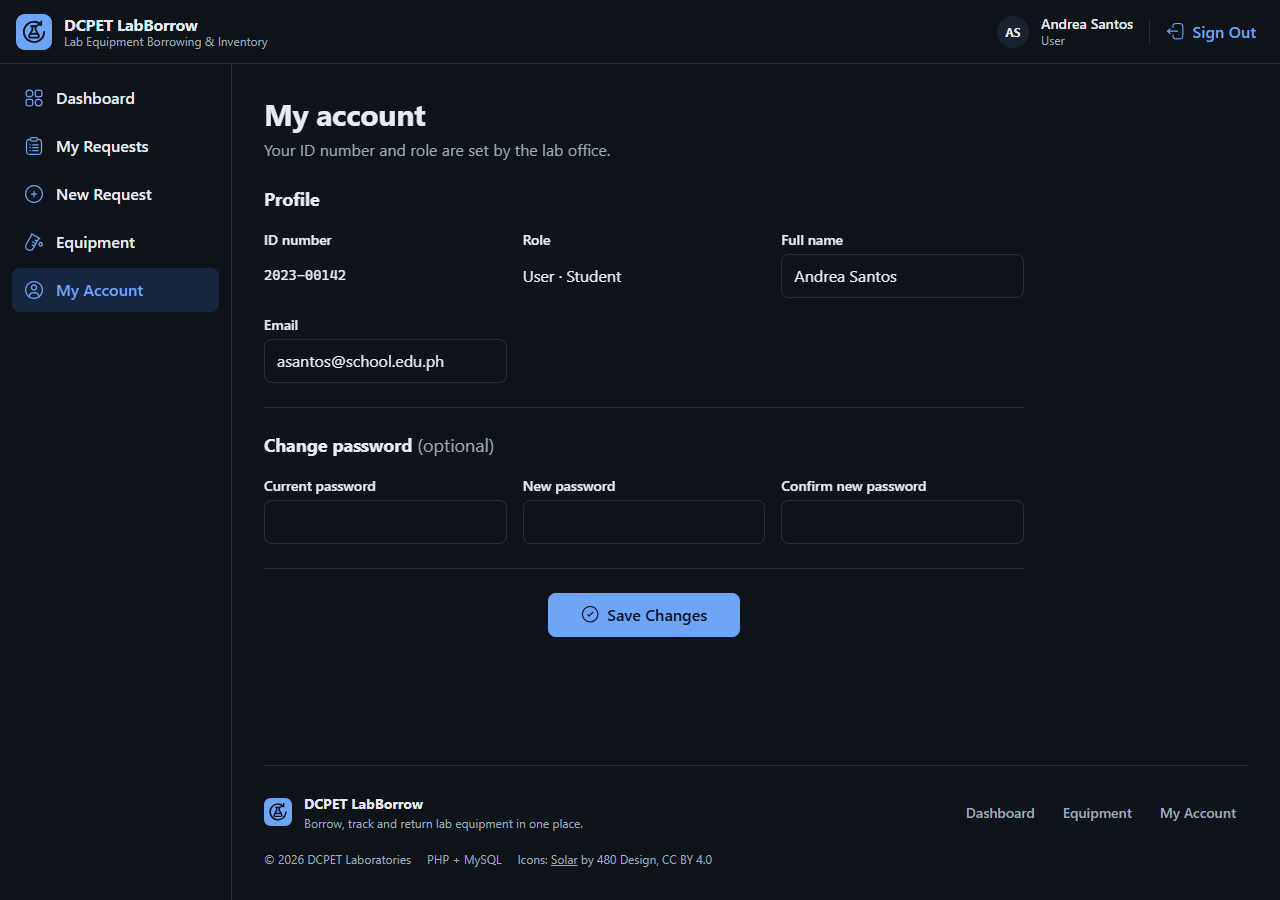 DCPET LabBorrow
Lab Equipment Borrowing & Inventory
AS
Andrea Santos
User
Sign Out
Dashboard
My Requests
New Request
Equipment
My Account
My account
Your ID number and role are set by the lab office.
Profile
ID number
Role
Full name
2023-00142
User · Student
Andrea Santos
Email
asantos@school.edu.ph
Change password (optional)
Current password
New password
Confirm new password
Save Changes
DCPET LabBorrow
Borrow, track and return lab equipment in one place.
Dashboard
Equipment
My Account
© 2026 DCPET Laboratories
PHP + MySQL
Icons: Solar by 480 Design, CC BY 4.0